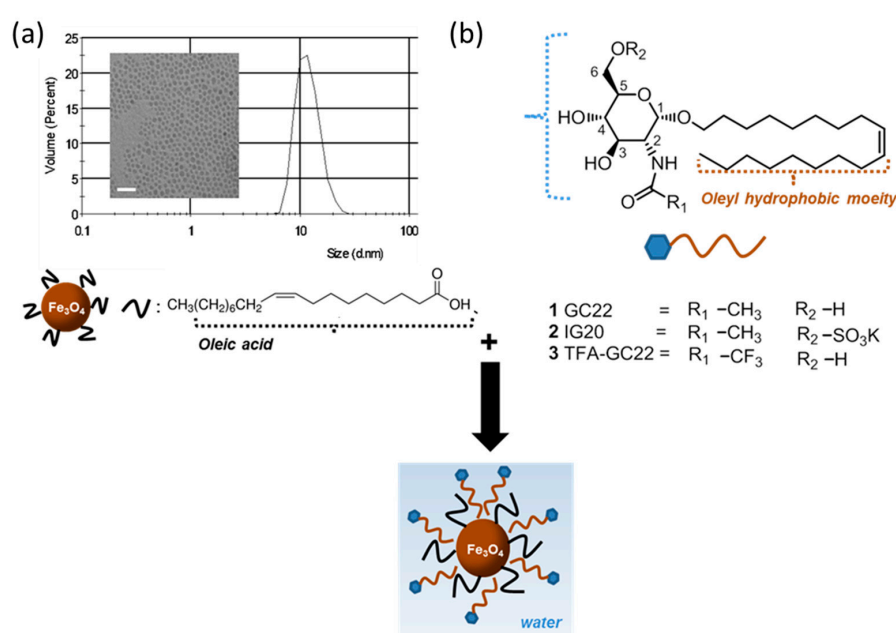 (a)
Volume (Percent)
25
20
15
10
5
0
0.1
1
10
100
Size (d.nm)
Fe3O4
:
CH3(CH2)6CH2
O
OH
Oleic acid
+
(b)
OR2
6
5
O
1
HO
4
O
3
2
HO
NH
O
R1
Oleyl hydrophobic moeity
1 GC22 = R1 –CH3 R2 –H
2 IG20 = R1 –CH3 R2 –SO3K
3 TFA-GC22 = R1 –CF3 R2 –H
Fe3O4
water